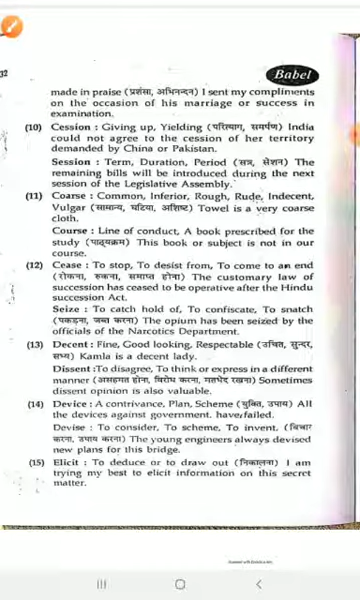 32
Babel
made in praise (प्रशंसा, अभिनन्दन) I sent my compliments
on the occasion of his marriage or success in
examination.
(10) Cession : Giving up, Yielding (परित्याग, समर्पण) India
could not agree to the cession of her territory
demanded by China or Pakistan.
Session : Term, Duration, Period (सत्र, सेशन) The
remaining bills will be introduced during the next
session of the Legislative Assembly.
(11) Coarse : Common, Inferior, Rough, Rude, Indecent,
Vulgar (सामान्य, घटिया, अशिष्ट) Towel is a very coarse
cloth.
Course : Line of conduct, A book prescribed for the
study (पाठ्यक्रम) This book or subject is not in our
course.
(12) Cease : To stop, To desist from, To come to an end
(रोकना, रुकना, समाप्त होना) The customary law of
succession has ceased to be operative after the Hindu
succession Act.
Seize : To catch hold of, To confiscate, To snatch
(पकड़ना, जब्त करना) The opium has been seized by the
officials of the Narcotics Department.
(13) Decent : Fine, Good looking, Respectable (उचित, सुन्दर,
सभ्य) Kamla is a decent lady.
Dissent :To disagree, To think or express in a different
manner (असहमत होना, विरोध करना, मतभेद रखना) Sometimes
dissent opinion is also valuable.
(14) Device : A contrivance, Plan, Scheme (युक्ति, उपाय) All
the devices against government. have failed.
Devise : To consider, To scheme, To invent, (विचार
करना, उपाय करना) The young engineers always devised
new plans for this bridge.
(15) Elicit : To deduce or to draw out (निकालना) I am
trying my best to elicit information on this secret
matter.